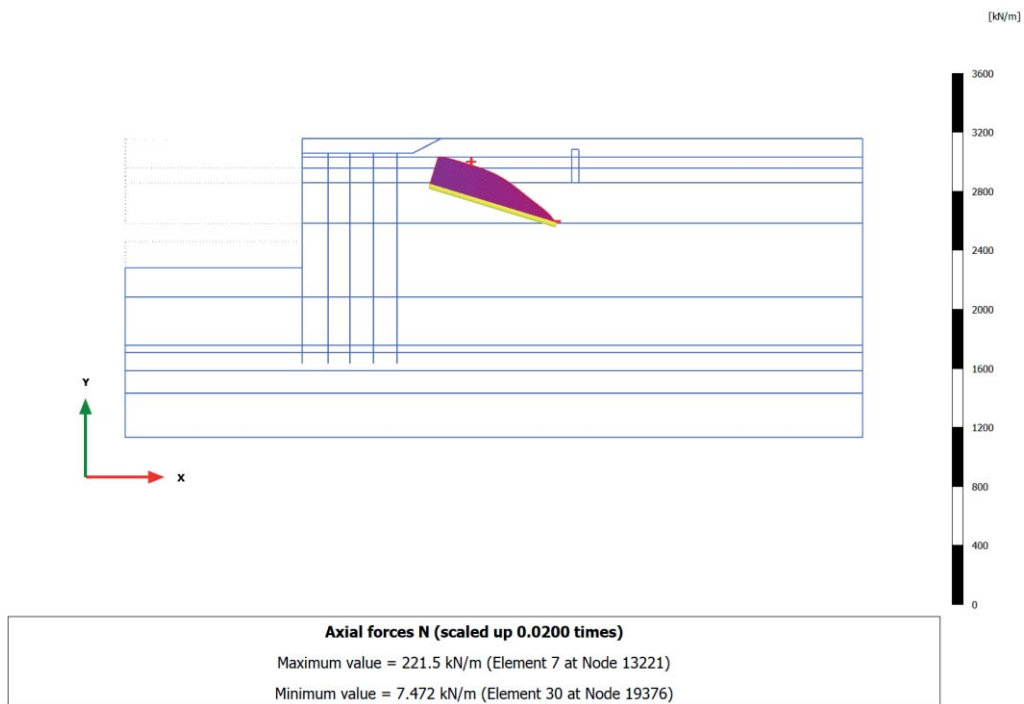 [kN/m]
3600
3200
2800
2400
2000
1600
1200
800
400
0
Y
X
Axial forces N (scaled up 0.0200 times)
Maximum value = 221.5 kN/m (Element 7 at Node 13221)
Minimum value = 7.472 kN/m (Element 30 at Node 19376)